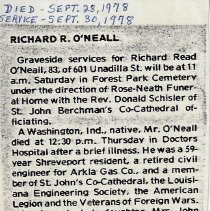 DIED - SEPT. 28, 1978
SERVICE - SEPT. 30, 1978
RICHARD R. O'NEALL
Graveside services for Richard Read
O'Neall, 83, of 601 Unadilla St. will be at 11
a.m. Saturday in Forest Park Cemetery
under the direction of Rose-Neath Funer-
al Home with the Rev. Donald Schisler of
St. John Berchman's Co-Cathedral of-
ficiating.
A Washington, Ind., native, Mr. O'Neall
died at 12:30 p.m. Thursday in Doctors
Hospital after a brief illness. He was a 59-
year Shreveport resident, a retired civil
engineer for Arkla Gas Co., and a mem-
ber of St. John's Co-Cathedral, the Louisi-
ana Engineering Society, the American
Legion and the Veterans of Foreign Wars.
daughter, Mrs. John